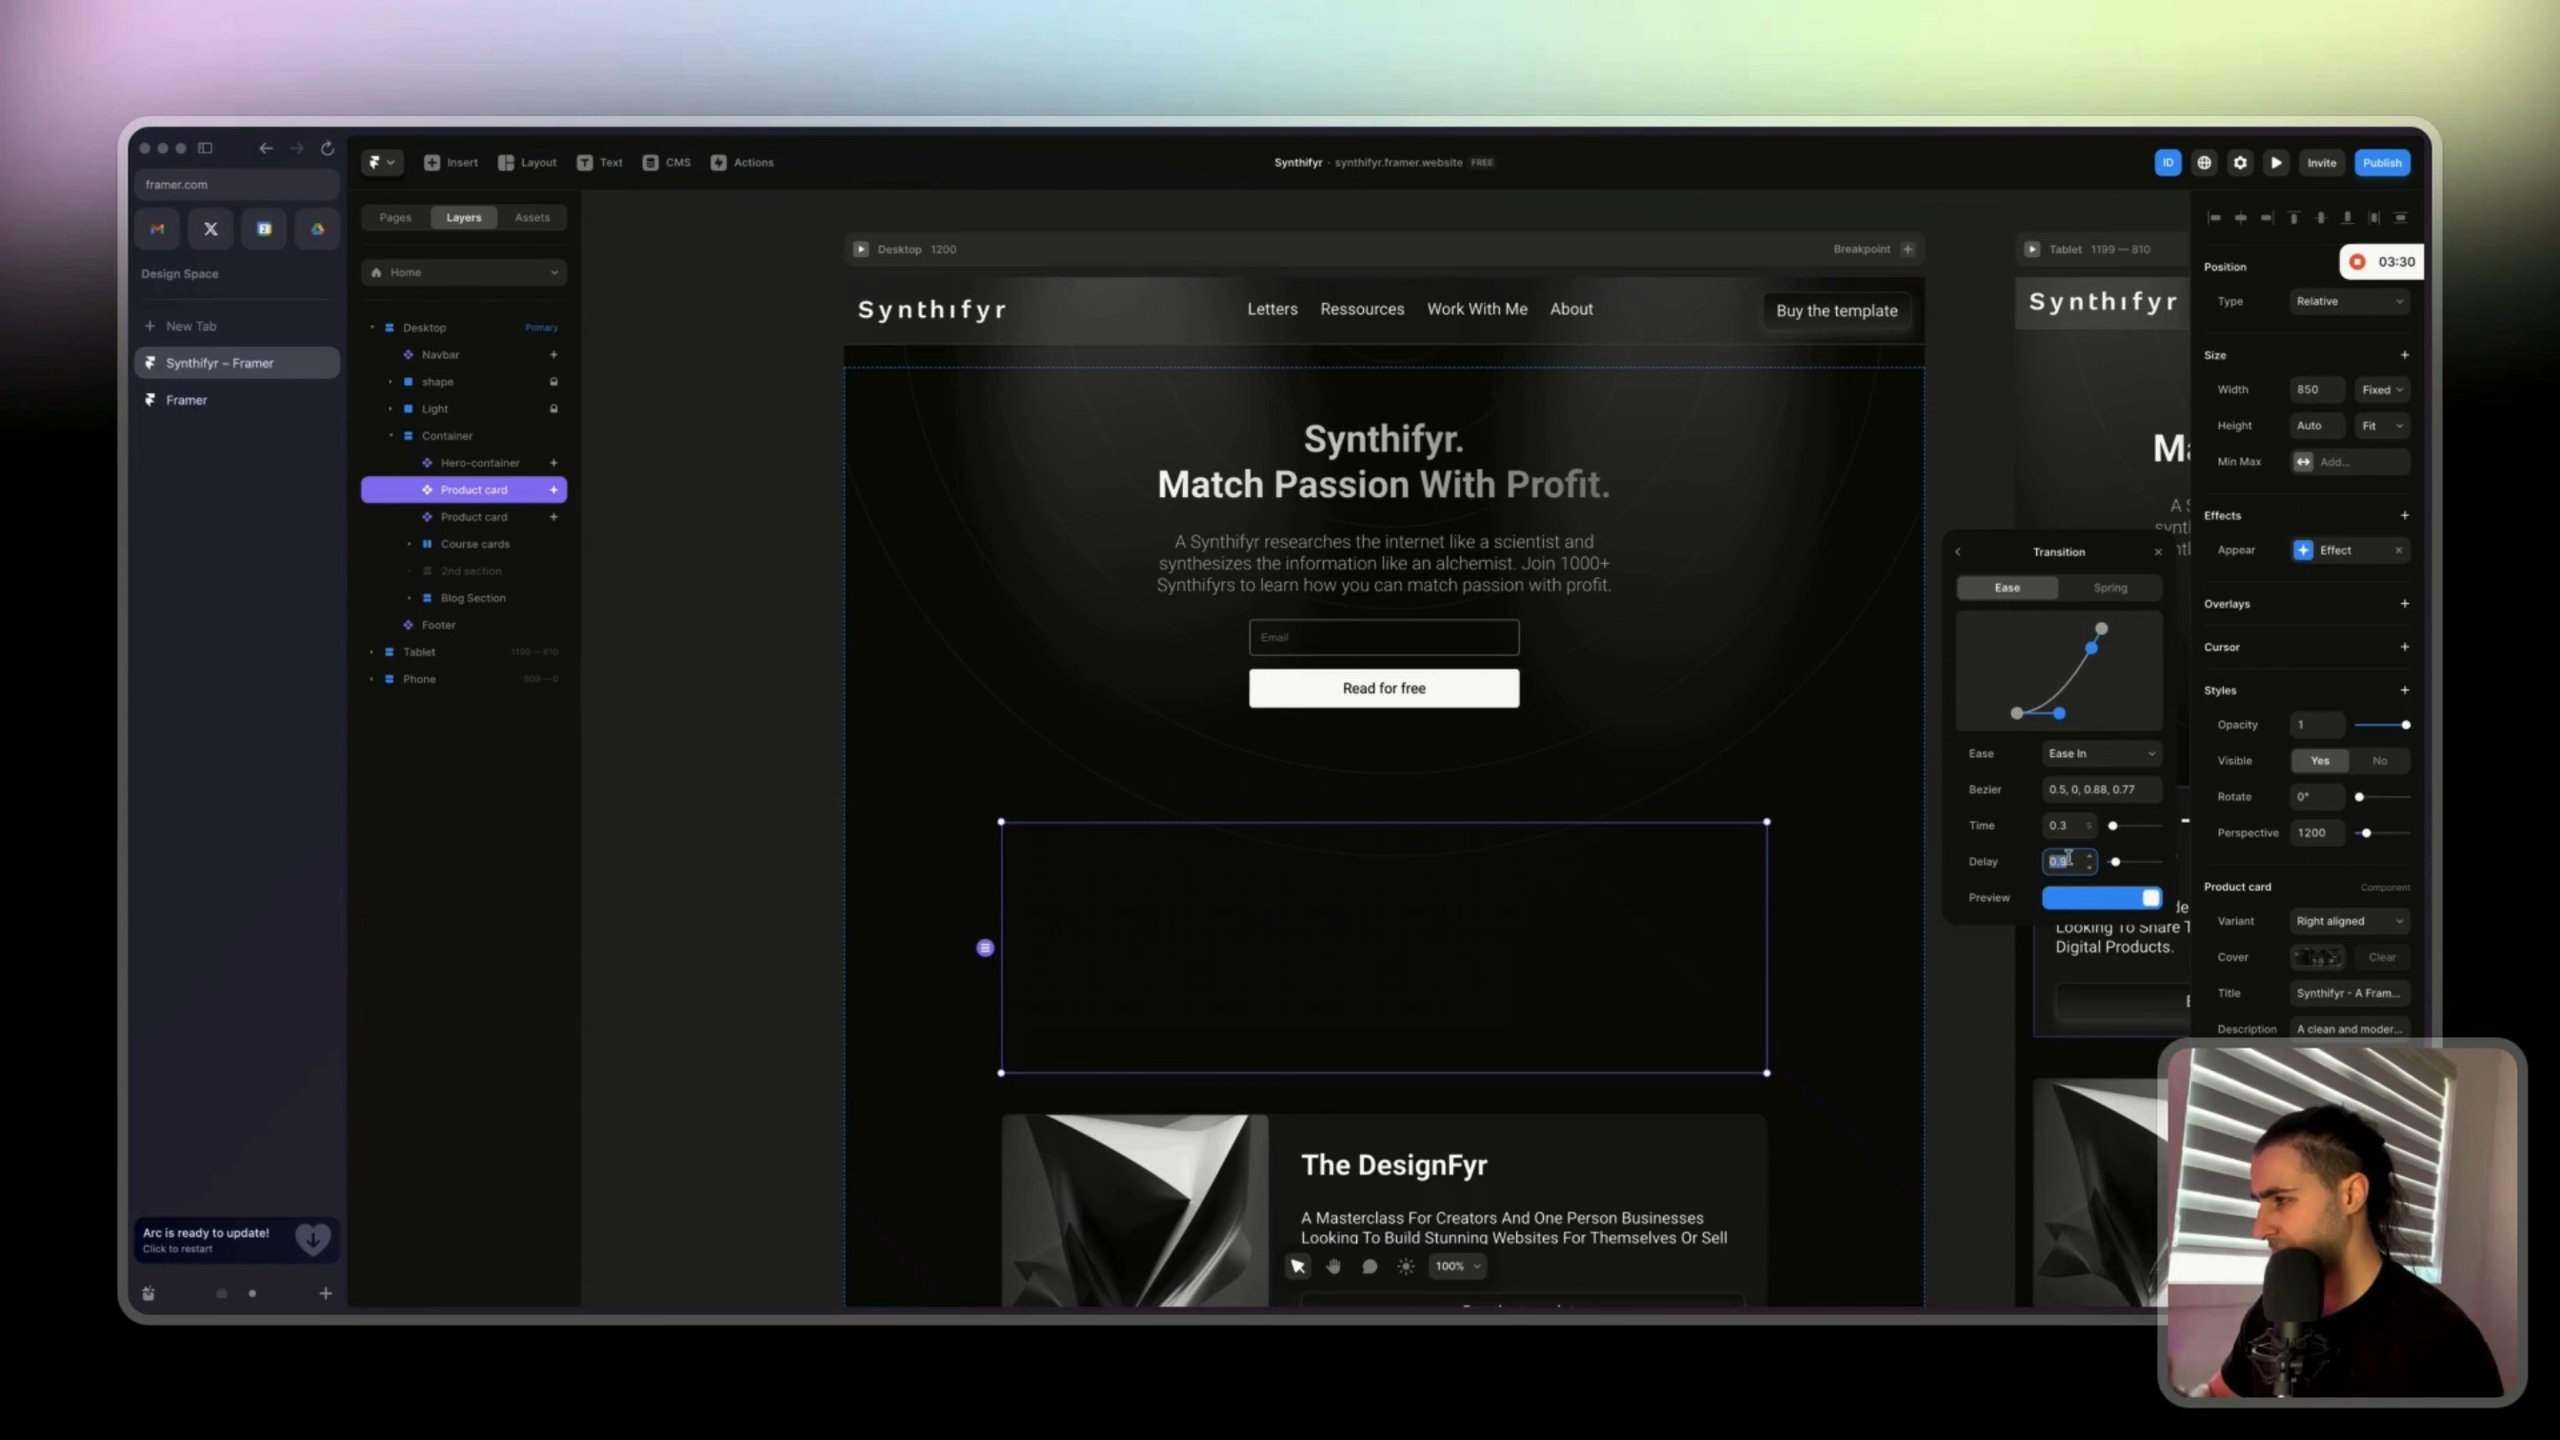 framer.com
Design Space
New Tab
Synthifyr – Framer
Framer
Arc is ready to update!
Click to restart
Insert
Layout
Text
CMS
Actions
Synthifyr · synthifyr.framer.website FREE
ID
Invite
Publish
Pages
Layers
Assets
Home
Desktop Primary
Navbar
shape
Light
Container
Hero-container
Product card
Product card
Course cards
2nd section
Blog Section
Footer
Tablet 1199 — 810
Phone 809 — 0
Desktop 1200
Breakpoint
Synthıfyr
Letters
Ressources
Work With Me
About
Buy the template
Synthifyr.
Match Passion With Profit.
A Synthifyr researches the internet like a scientist and
synthesizes the information like an alchemist. Join 1000+
Synthifyrs to learn how you can match passion with profit.
Email
Read for free
The DesignFyr
A Masterclass For Creators And One Person Businesses
Looking To Build Stunning Websites For Themselves Or Sell
100%
Tablet 1199 — 810
Synthıfyr
Looking To Share
Digital Products.
Transition
Ease
Spring
Ease Ease In
Bezier 0.5, 0, 0.88, 0.77
Time 0.3 s
Delay 0.9
Preview
03:30
Position
Type Relative
Size
Width 850 Fixed
Height Auto Fit
Min Max Add...
Effects
Appear Effect
Overlays
Cursor
Styles
Opacity 1
Visible Yes No
Rotate 0°
Perspective 1200
Product card Component
Variant Right aligned
Cover Clear
Title Synthifyr - A Fram...
Description A clean and moder...